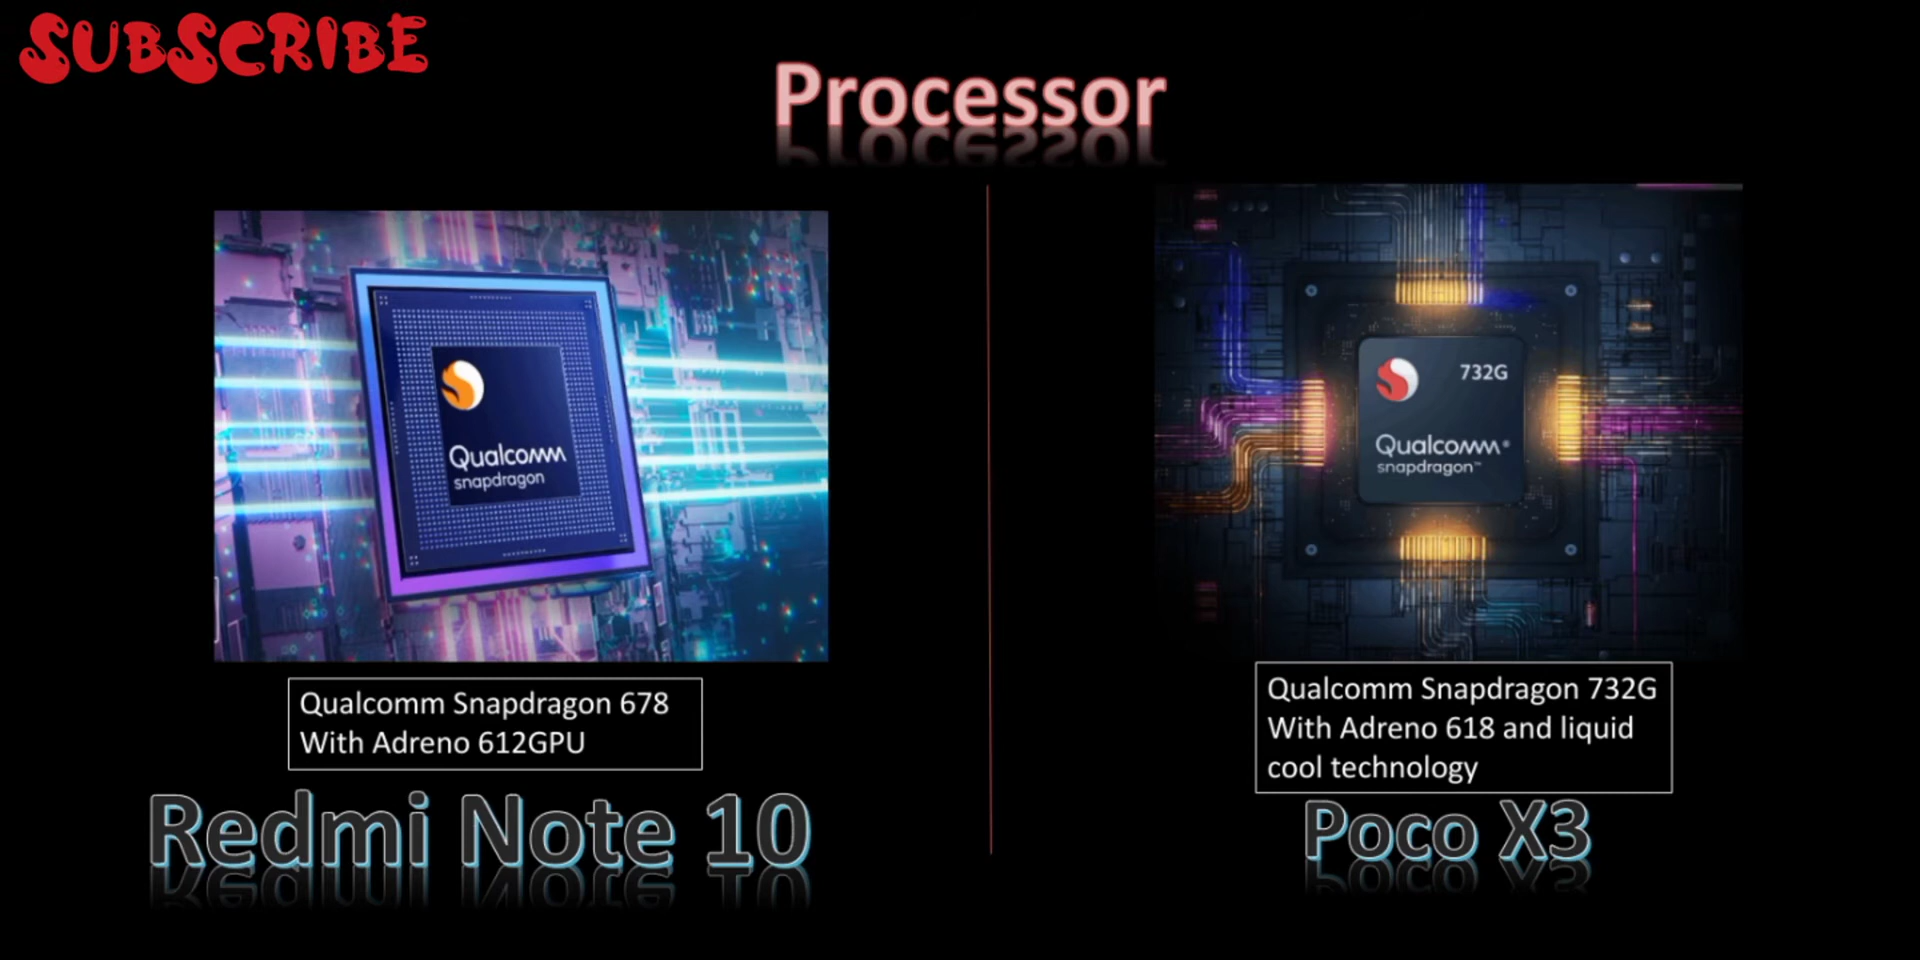 SUBSCRIBE
Processor
Qualcomm
snapdragon
732G
Qualcomm®
snapdragon™
Qualcomm Snapdragon 678
With Adreno 612GPU
Qualcomm Snapdragon 732G
With Adreno 618 and liquid
cool technology
Redmi Note 10
Poco X3